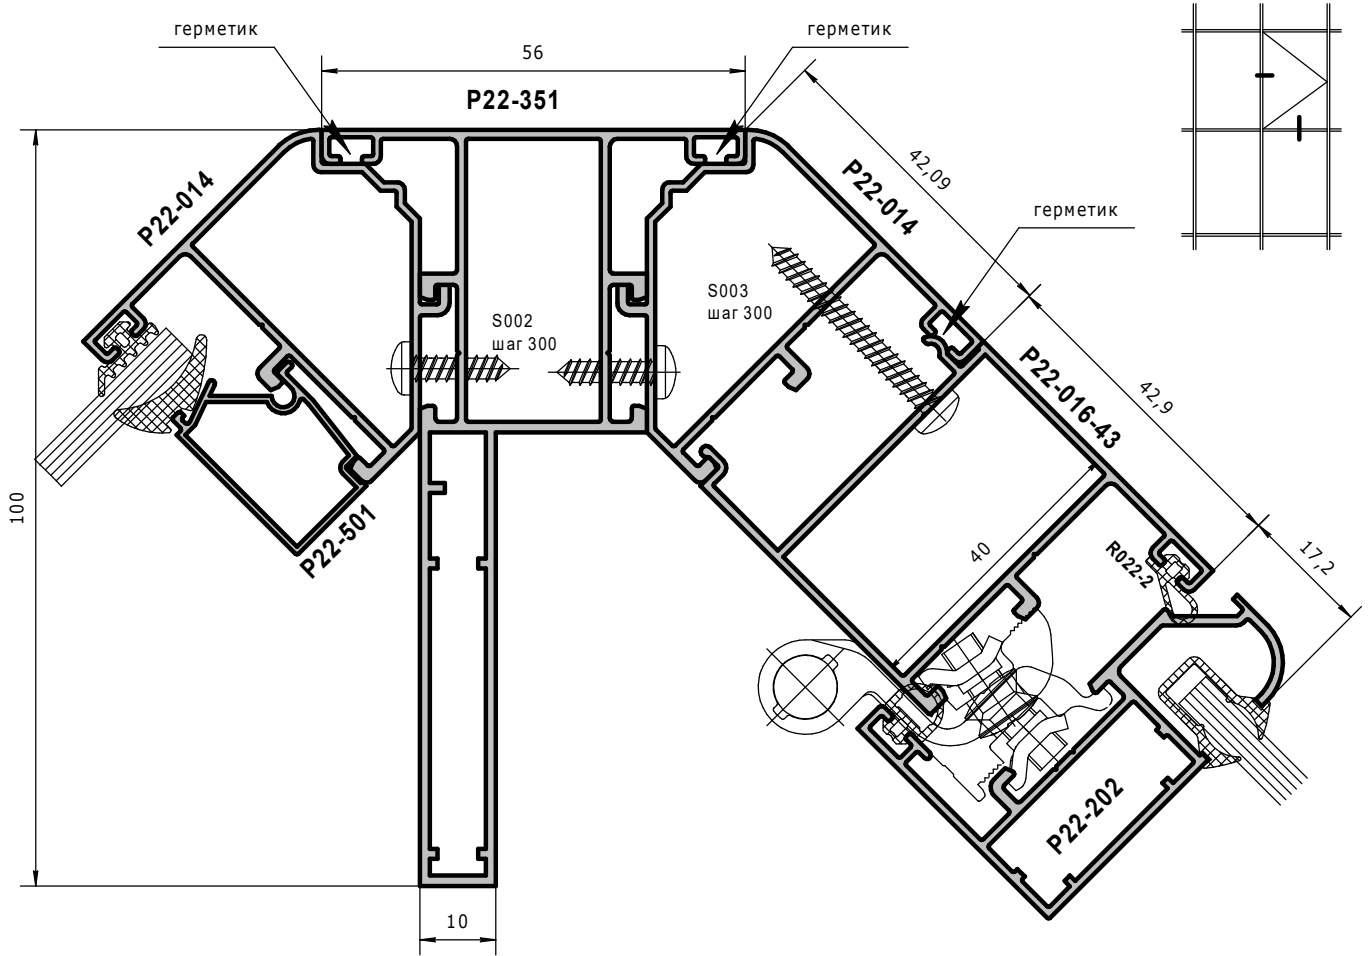 герметик
56
герметик
P22-351
42,09
P22-014
P22-014
герметик
S003
шаг 300
S002
шаг 300
P22-016-43
42,9
100
P22-501
40
R022-2
17,2
P22-202
10